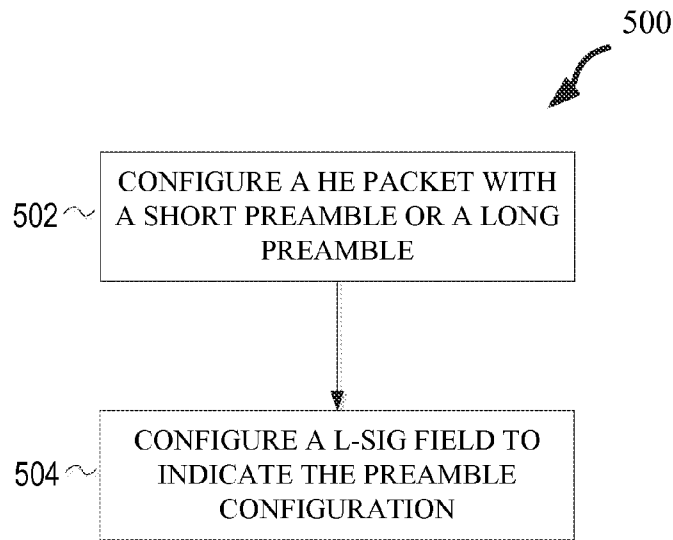 500
502
CONFIGURE A HE PACKET WITH
A SHORT PREAMBLE OR A LONG
PREAMBLE
504
CONFIGURE A L-SIG FIELD TO
INDICATE THE PREAMBLE
CONFIGURATION